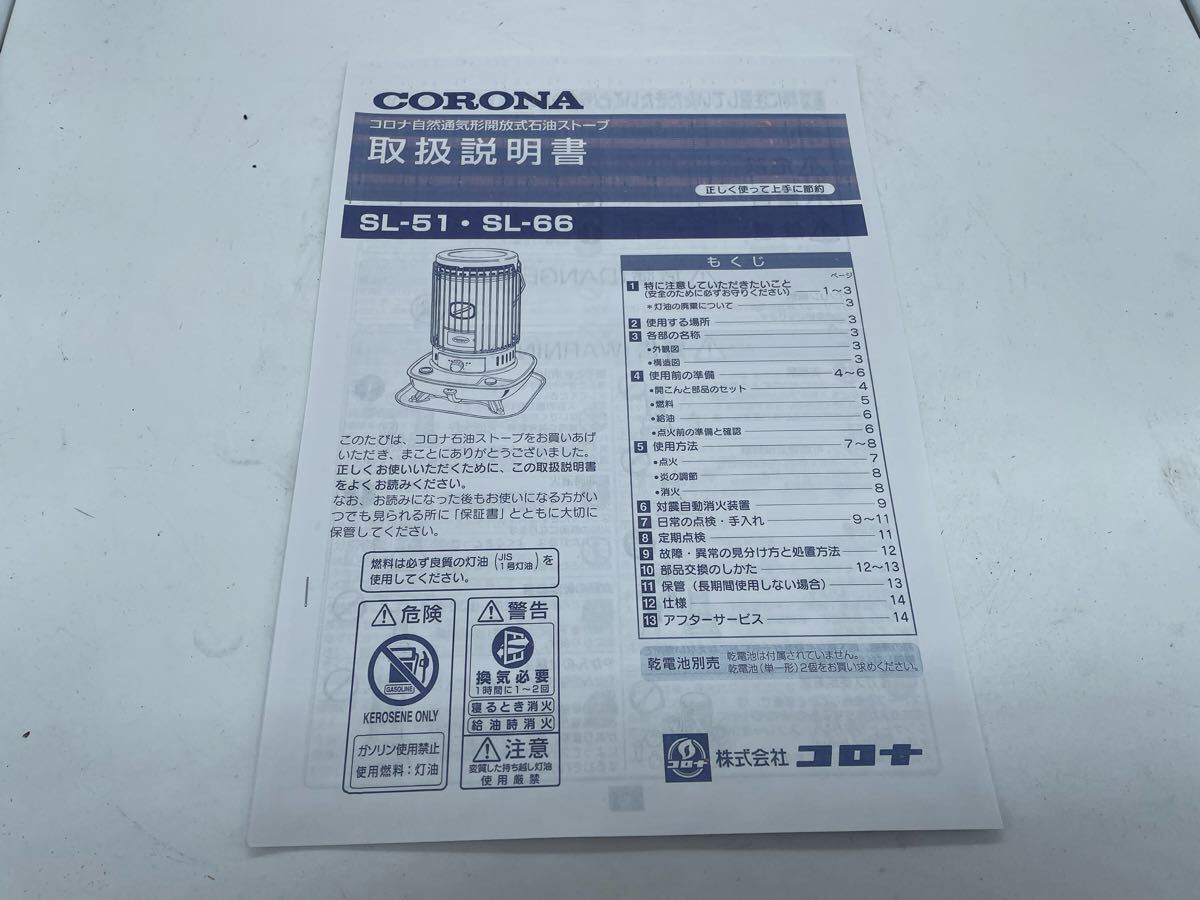 CORONA
コロナ自然通気形開放式石油ストーブ
取扱説明書
正しく使って上手に節約
SL-51・SL-66
このたびは、コロナ石油ストーブをお買いあげ
いただき、まことにありがとうございました。
正しくお使いいただくために、この取扱説明書
をよくお読みください。
なお、お読みになった後もお使いになる方がい
つでも見られる所に「保証書」とともに大切に
保管してください。
燃料は必ず良質の灯油(JIS 1号灯油)を
使用してください。
危険
GASOLINE
KEROSENE ONLY
ガソリン使用禁止
使用燃料：灯油
警告
換気必要
1時間に1～2回
寝るとき消火
給油時消火
注意
変質した持ち越し灯油
使用厳禁
もくじ
ページ
1 特に注意していただきたいこと
(安全のために必ずお守りください) 1～3
＊灯油の廃棄について 3
2 使用する場所 3
3 各部の名称 3
●外観図 3
●構造図 3
4 使用前の準備 4～6
●開こんと部品のセット 4
●燃料 5
●給油 6
●点火前の準備と確認 6
5 使用方法 7～8
●点火 7
●炎の調節 8
●消火 8
6 対震自動消火装置 9
7 日常の点検・手入れ 9～11
8 定期点検 11
9 故障・異常の見分け方と処置方法 12
10 部品交換のしかた 12～13
11 保管（長期間使用しない場合） 13
12 仕様 14
13 アフターサービス 14
乾電池別売 乾電池は付属されていません。
乾電池(単一形)2個をお買い求めください。
コロナ
株式会社 コロナ